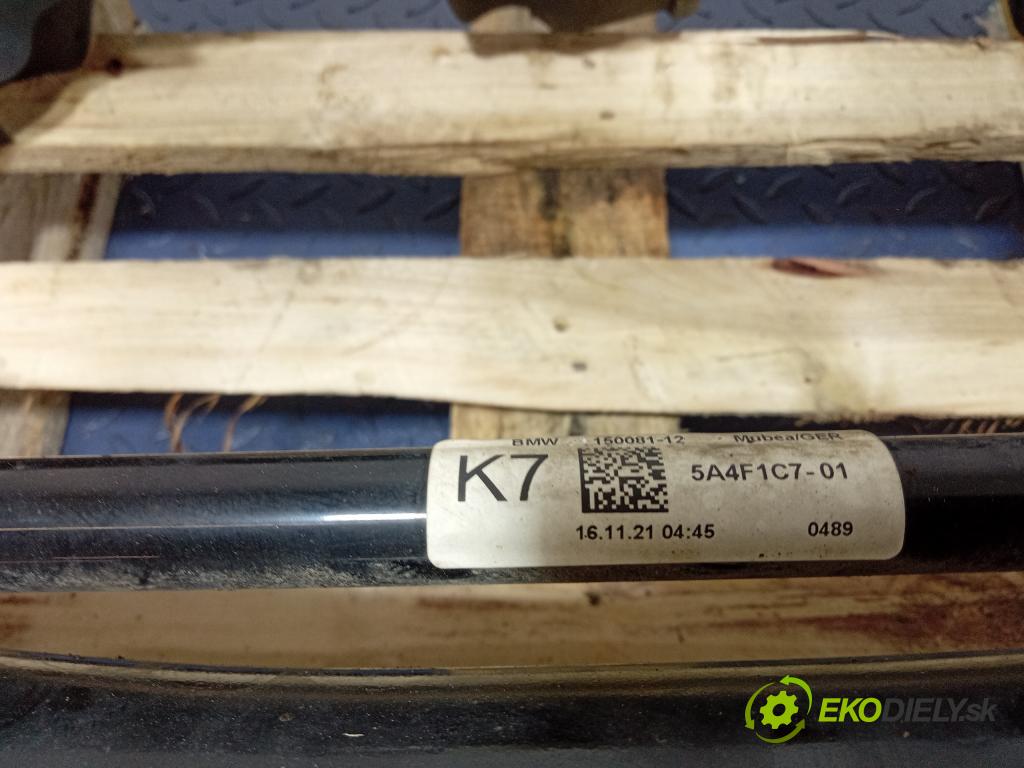 BMW 150081-12 Mubea/GER
K7 5A4F1C7-01
16.11.21 04:45 0489
EKODIELY.sk